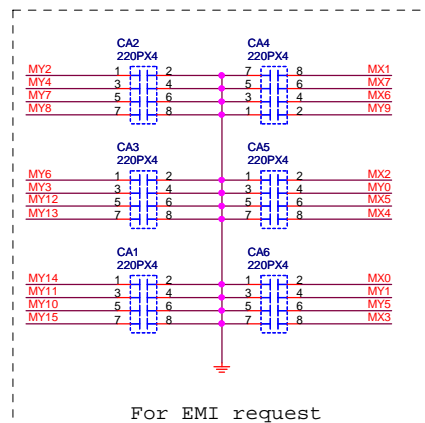 CA2 CA4
220PX4 220PX4
MY2 1 2 7 8 MX1
MY4 3 4 5 6 MX7
MY7 5 6 3 4 MX6
MY8 7 8 1 2 MY9
CA3 CA5
220PX4 220PX4
MY6 1 2 1 2 MX2
MY3 3 4 3 4 MY0
MY12 5 6 5 6 MX5
MY13 7 8 7 8 MX4
CA1 CA6
220PX4 220PX4
MY14 1 2 1 2 MX0
MY11 3 4 3 4 MY1
MY10 5 6 5 6 MY5
MY15 7 8 7 8 MX3
For EMI request